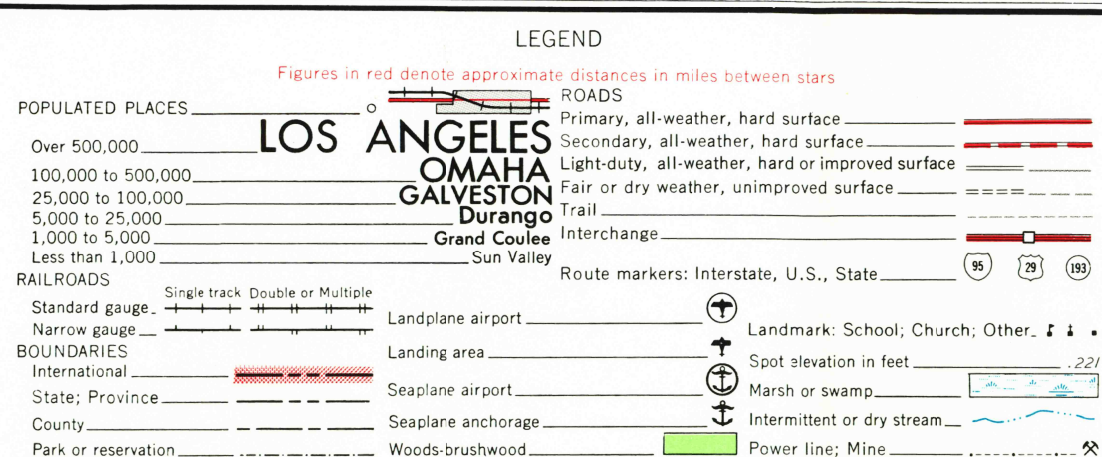 LEGEND
Figures in red denote approximate distances in miles between stars
POPULATED PLACES
Over 500,000 LOS ANGELES
100,000 to 500,000 OMAHA
25,000 to 100,000 GALVESTON
5,000 to 25,000 Durango
1,000 to 5,000 Grand Coulee
Less than 1,000 Sun Valley
RAILROADS
Single track Double or Multiple
Standard gauge
Narrow gauge
BOUNDARIES
International
State; Province
County
Park or reservation
Landplane airport
Landing area
Seaplane airport
Seaplane anchorage
Woods-brushwood
ROADS
Primary, all-weather, hard surface
Secondary, all-weather, hard surface
Light-duty, all-weather, hard or improved surface
Fair or dry weather, unimproved surface
Trail
Interchange
Route markers: Interstate, U.S., State 95 29 193
Landmark: School; Church; Other
Spot elevation in feet .221
Marsh or swamp
Intermittent or dry stream
Power line; Mine